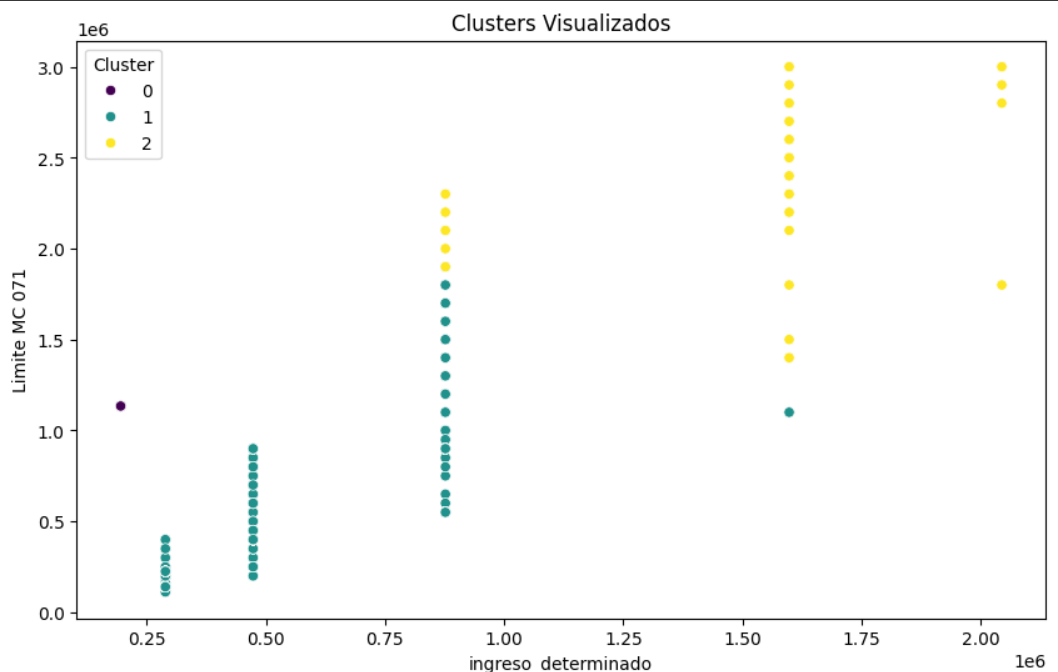 Clusters Visualizados
1e6
3.0
2.5
2.0
1.5
1.0
0.5
0.0
Limite MC 071
Cluster
0
1
2
0.25 0.50 0.75 1.00 1.25 1.50 1.75 2.00
1e6
ingreso_determinado